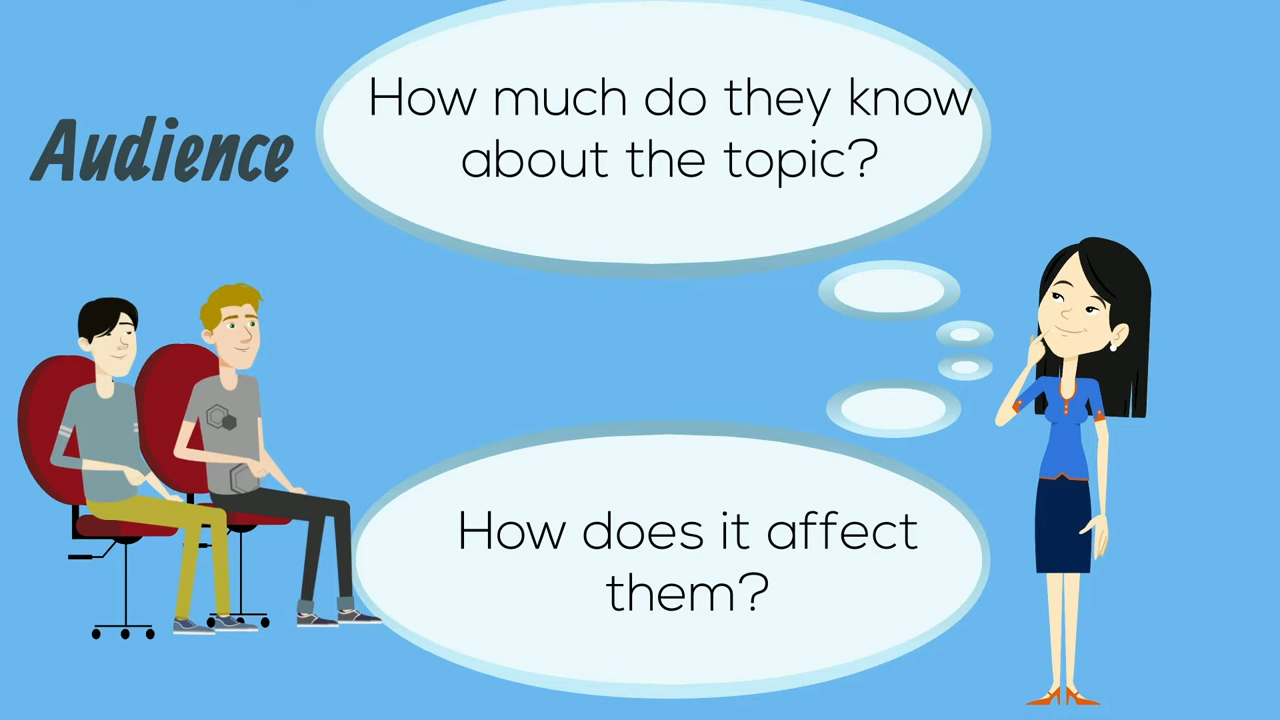 Audience
How much do they know
about the topic?
How does it affect
them?